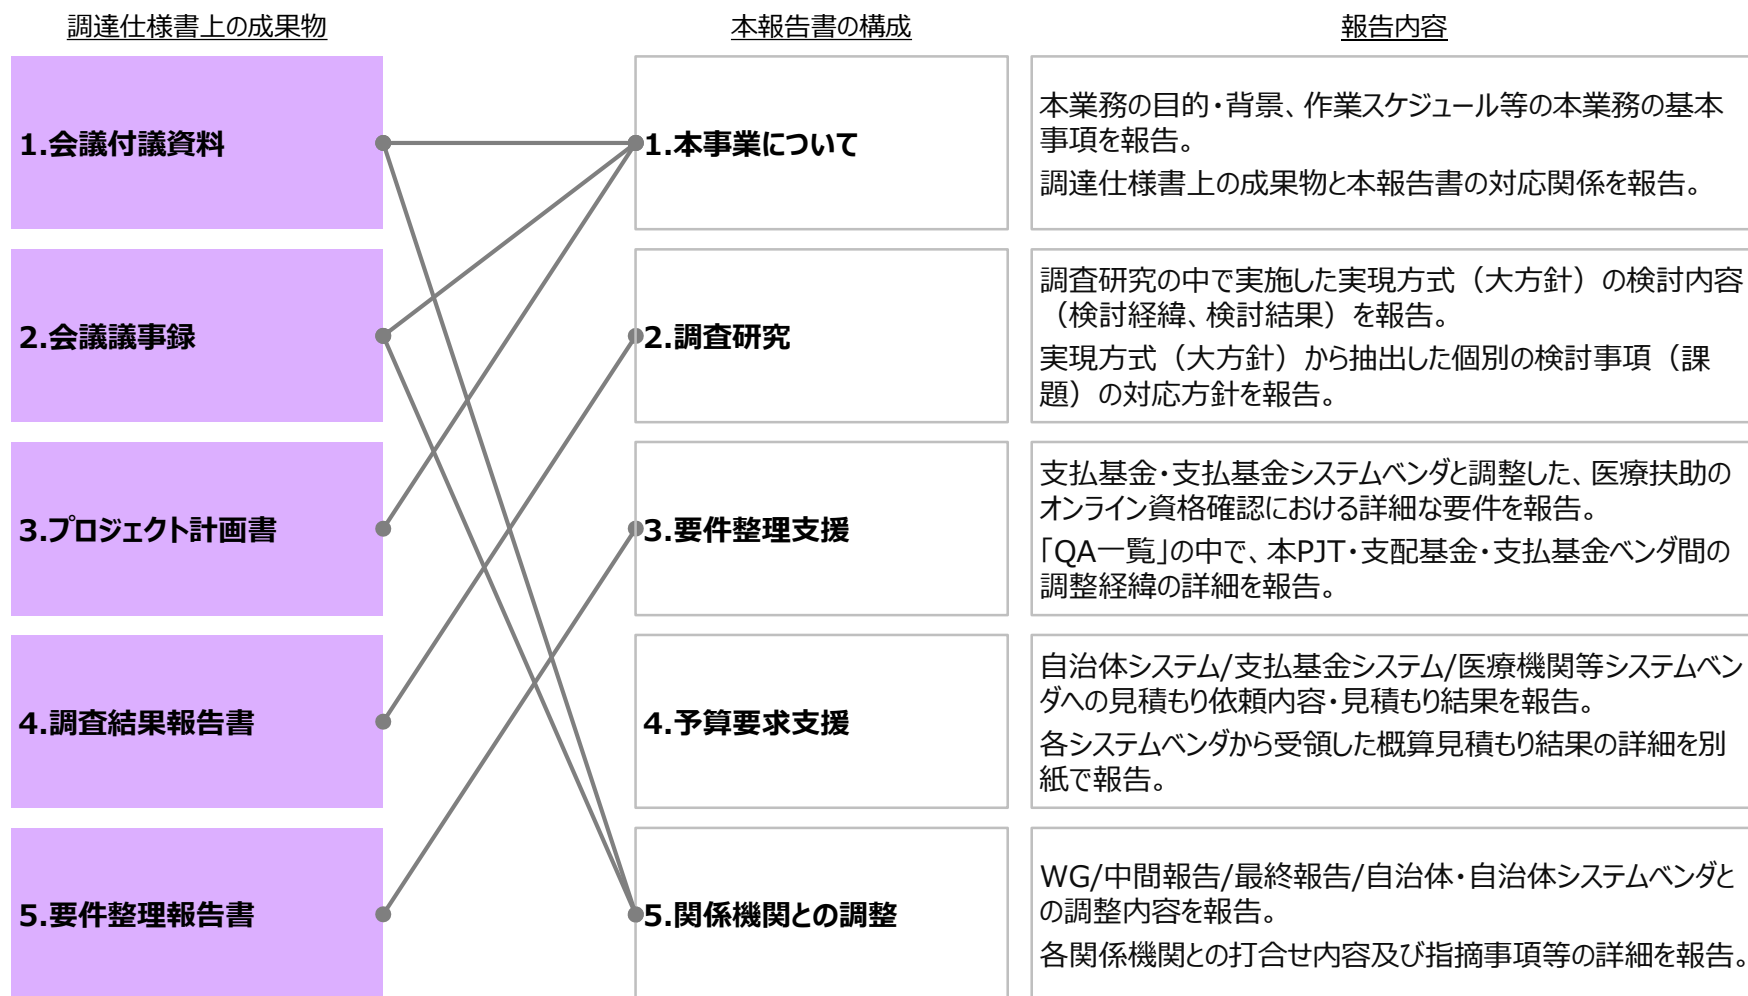 調達仕様書上の成果物
本報告書の構成
報告内容
1.会議付議資料
1.本事業について
本業務の目的・背景、作業スケジュール等の本業務の基本
事項を報告。
調達仕様書上の成果物と本報告書の対応関係を報告。
2.会議議事録
2.調査研究
調査研究の中で実施した実現方式（大方針）の検討内容
（検討経緯、検討結果）を報告。
実現方式（大方針）から抽出した個別の検討事項（課
題）の対応方針を報告。
3.プロジェクト計画書
3.要件整理支援
支払基金・支払基金システムベンダと調整した、医療扶助の
オンライン資格確認における詳細な要件を報告。
「QA一覧」の中で、本PJT・支配基金・支払基金ベンダ間の
調整経緯の詳細を報告。
4.調査結果報告書
4.予算要求支援
自治体システム/支払基金システム/医療機関等システムベン
ダへの見積もり依頼内容・見積もり結果を報告。
各システムベンダから受領した概算見積もり結果の詳細を別
紙で報告。
5.要件整理報告書
5.関係機関との調整
WG/中間報告/最終報告/自治体・自治体システムベンダと
の調整内容を報告。
各関係機関との打合せ内容及び指摘事項等の詳細を報告。